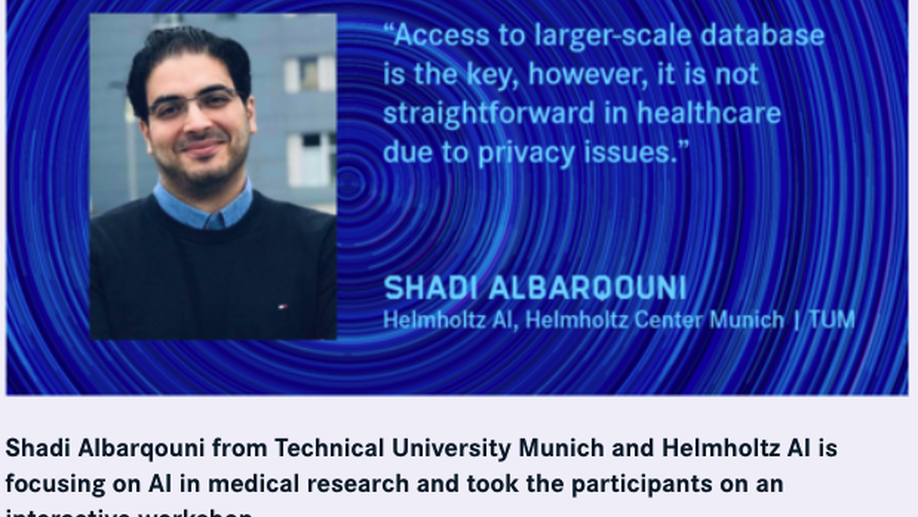 “Access to larger-scale database
is the key, however, it is not
straightforward in healthcare
due to privacy issues.”
SHADI ALBARQOUNI
Helmholtz AI, Helmholtz Center Munich | TUM
Shadi Albarqouni from Technical University Munich and Helmholtz AI is
focusing on AI in medical research and took the participants on an
interactive workshop